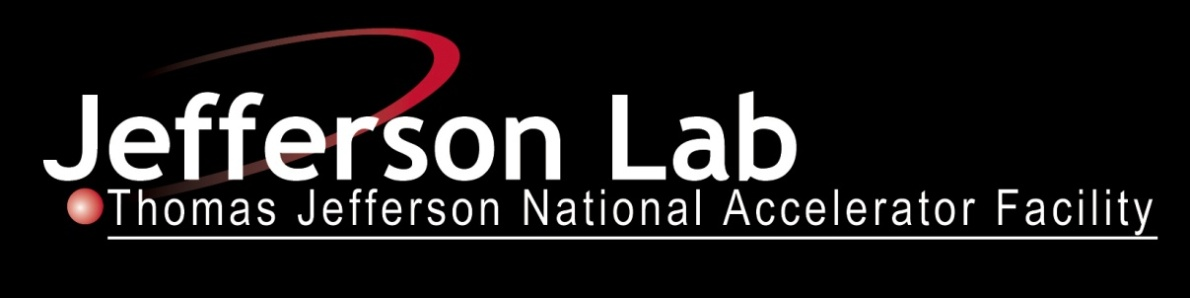 Jefferson Lab
Thomas Jefferson National Accelerator Facility